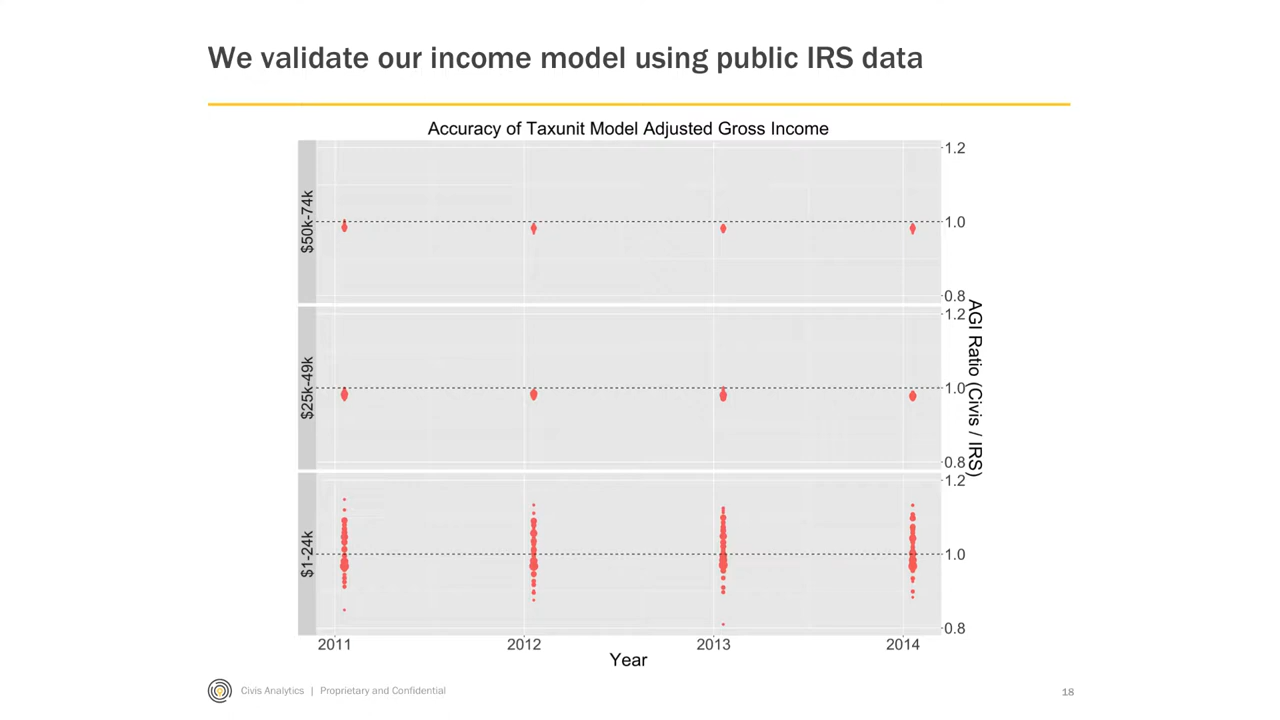 We validate our income model using public IRS data
Accuracy of Taxunit Model Adjusted Gross Income
$50k-74k
1.2
1.0
0.8
$25k-49k
1.2
1.0
0.8
$1-24k
1.2
1.0
0.8
AGI Ratio (Civis / IRS)
2011 2012 2013 2014
Year
Civis Analytics | Proprietary and Confidential
18